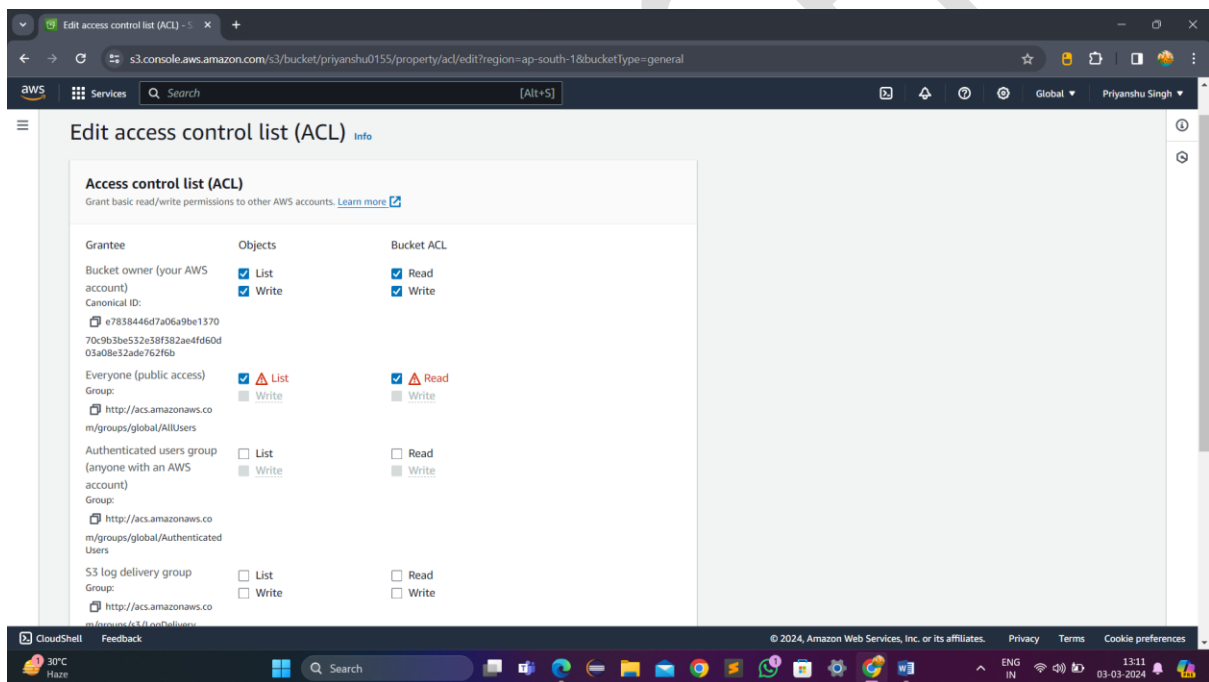 Edit access control list (ACL) - S
s3.console.aws.amazon.com/s3/bucket/priyanshu0155/property/acl/edit?region=ap-south-1&bucketType=general
aws Services Search [Alt+S] Global Priyanshu Singh
Edit access control list (ACL) Info
Access control list (ACL)
Grant basic read/write permissions to other AWS accounts. Learn more
Grantee Objects Bucket ACL
Bucket owner (your AWS List Read
account) Write Write
Canonical ID:
e7838446d7a06a9be1370
70c9b3be532e38f382ae4fd60d
03a08e32ade762f6b
Everyone (public access) List Read
Group: Write Write
http://acs.amazonaws.co
m/groups/global/AllUsers
Authenticated users group List Read
(anyone with an AWS Write Write
account)
Group:
http://acs.amazonaws.co
m/groups/global/Authenticated
Users
S3 log delivery group List Read
Group: Write Write
http://acs.amazonaws.co
m/groups/s3/LogDelivery
CloudShell Feedback © 2024, Amazon Web Services, Inc. or its affiliates. Privacy Terms Cookie preferences
1 30°C Search 1 ENG 13:11
Haze IN 03-03-2024